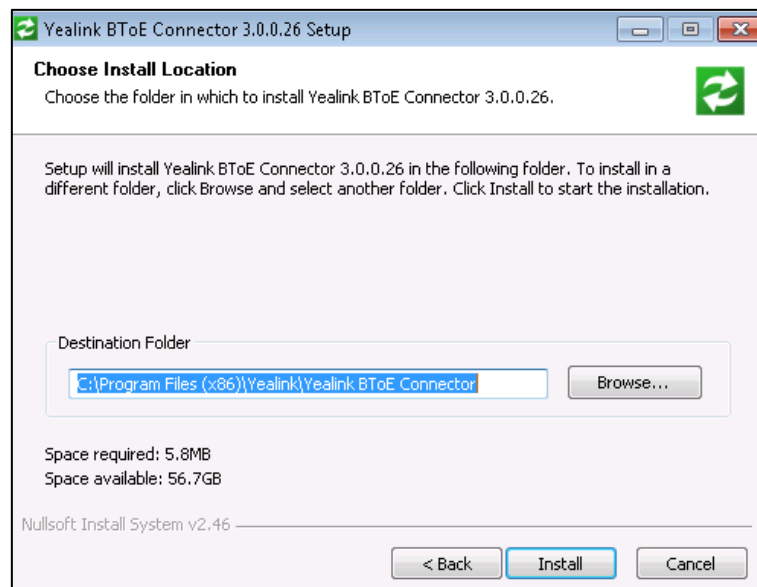 Yealink BToE Connector 3.0.0.26 Setup
Choose Install Location
Choose the folder in which to install Yealink BToE Connector 3.0.0.26.
Setup will install Yealink BToE Connector 3.0.0.26 in the following folder. To install in a
different folder, click Browse and select another folder. Click Install to start the installation.
Destination Folder
C:\Program Files (x86)\Yealink\Yealink BToE Connector
Browse...
Space required: 5.8MB
Space available: 56.7GB
Nullsoft Install System v2.46
< Back Install Cancel